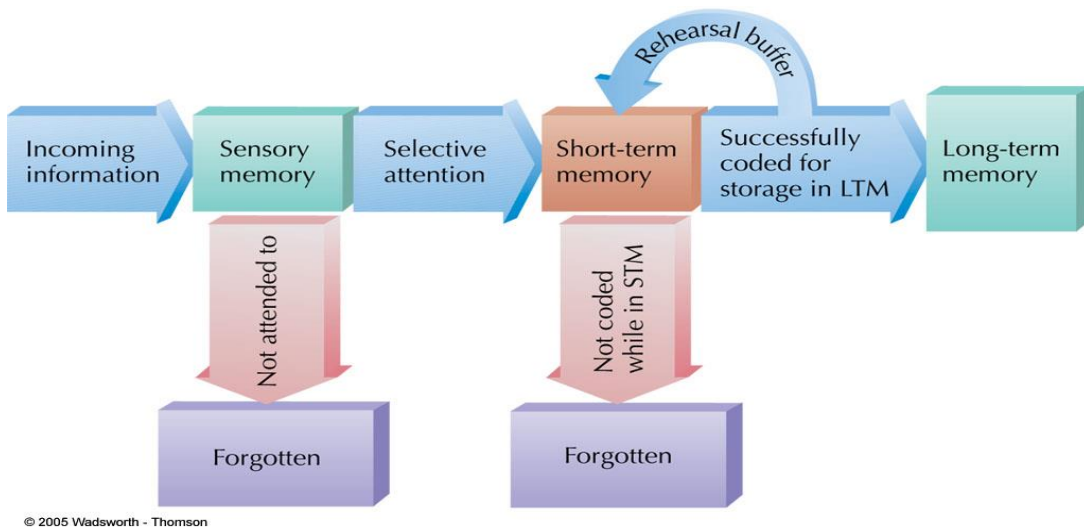 Rehearsal buffer
Incoming
information
Sensory
memory
Selective
attention
Short-term
memory
Successfully
coded for
storage in LTM
Long-term
memory
Not attended to
Not coded
while in STM
Forgotten
Forgotten
© 2005 Wadsworth - Thomson